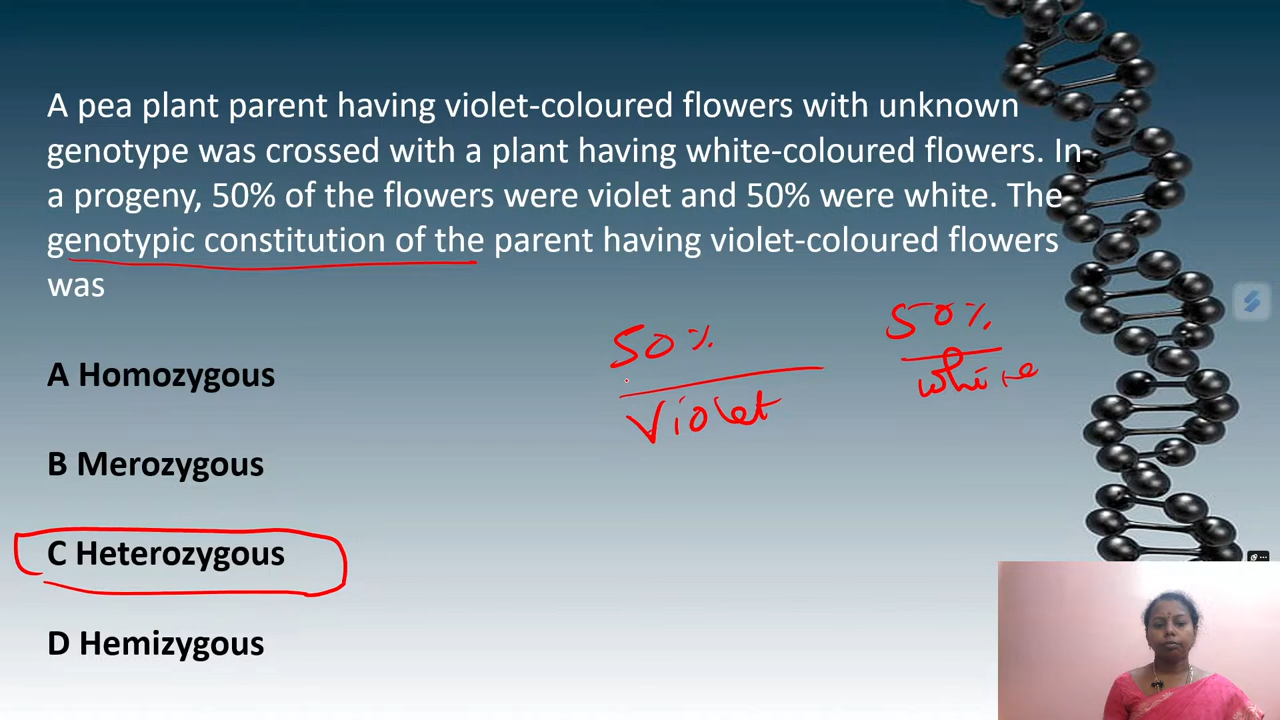 A pea plant parent having violet-coloured flowers with unknown
genotype was crossed with a plant having white-coloured flowers. In
a progeny, 50% of the flowers were violet and 50% were white. The
genotypic constitution of the parent having violet-coloured flowers
was
50%
Violet
50%
white
A Homozygous
B Merozygous
C Heterozygous
D Hemizygous